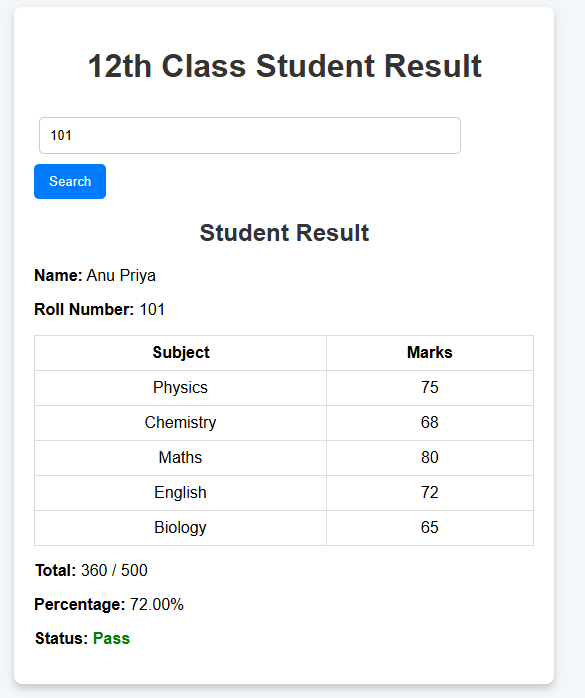 12th Class Student Result
101
Search
Student Result
Name: Anu Priya
Roll Number: 101
Subject Marks
Physics 75
Chemistry 68
Maths 80
English 72
Biology 65
Total: 360 / 500
Percentage: 72.00%
Status: Pass